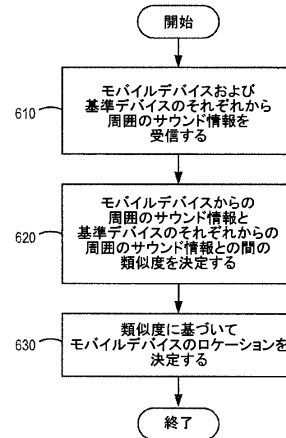 開始
610
モバイルデバイスおよび
基準デバイスのそれぞれから
周囲のサウンド情報を
受信する
620
モバイルデバイスからの
周囲のサウンド情報と
基準デバイスのそれぞれからの
周囲のサウンド情報との間の
類似度を決定する
630
類似度に基づいて
モバイルデバイスのロケーションを
決定する
終了